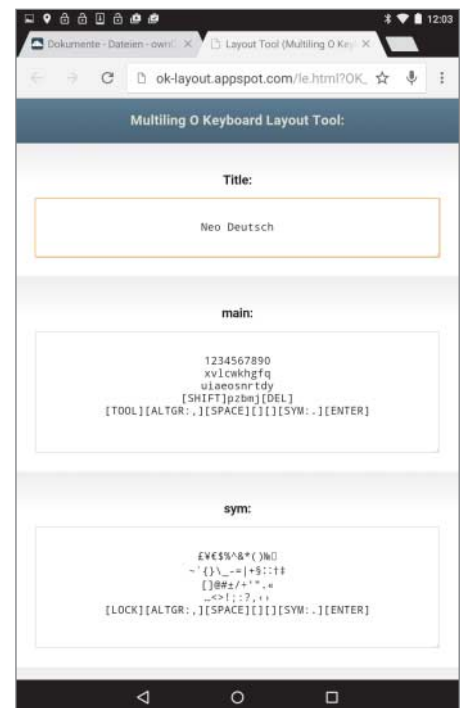 12:03
Dokumente - Dateien - own
Layout Tool (Multiling O Key
ok-layout.appspot.com/le.html?OK_
Multiling O Keyboard Layout Tool:
Title:
Neo Deutsch
main:
1234567890
xvlcwkhgfq
uiaeosnrtdy
[SHIFT]pzbmj[DEL]
[TOOL][ALTGR:,][SPACE][][][SYM:.][ENTER]
sym:
£¥€$%^&*()№▯
~`{}\_-=|+§::†‡
[]@#±/+'".«
…<>!;:?,‹›
[LOCK][ALTGR:,][SPACE][][][SYM:.][ENTER]